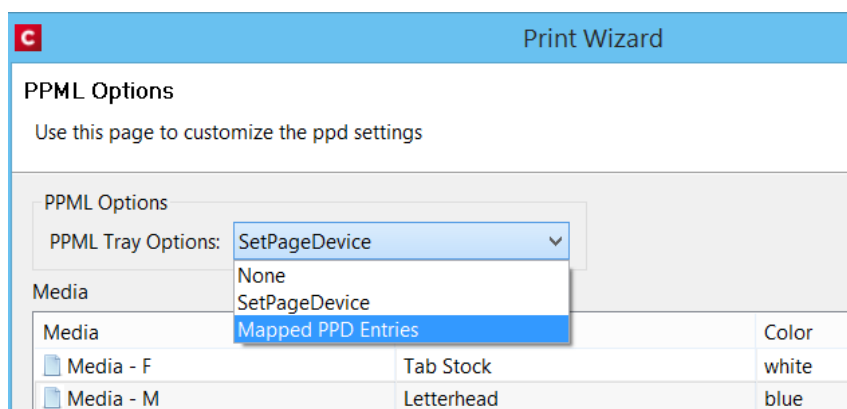 C
Print Wizard
PPML Options
Use this page to customize the ppd settings
PPML Options
PPML Tray Options: SetPageDevice
None
SetPageDevice
Mapped PPD Entries
Media
Media Color
Media - F Tab Stock white
Media - M Letterhead blue